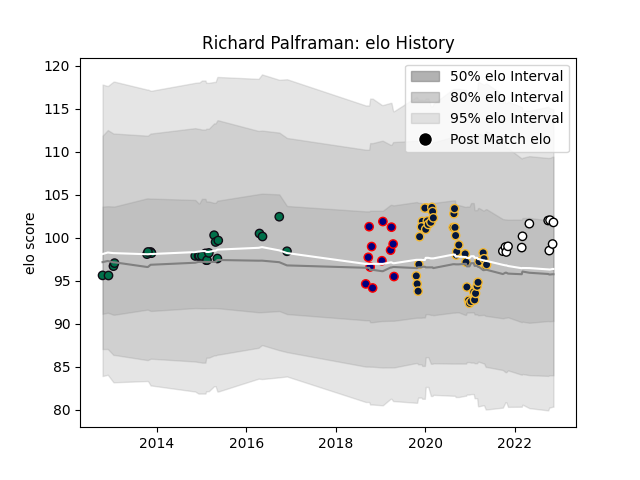 Richard Palframan: elo History
elo score
120
115
110
105
100
95
90
85
80
50% elo Interval
80% elo Interval
95% elo Interval
Post Match elo
2014
2016
2018
2020
2022